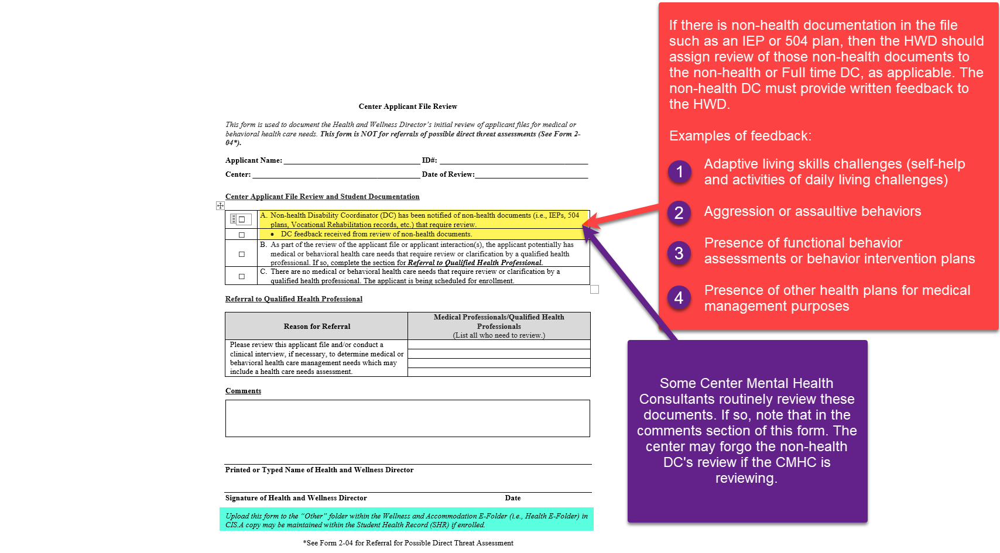 Center Applicant File Review
This form is used to document the Health and Wellness Director's initial review of applicant files for medical or
behavioral health care needs. This form is NOT for referrals of possible direct threat assessments (See Form 2-
04*).
Applicant Name: ID#:
Center: Date of Review:
Center Applicant File Review and Student Documentation
A. Non-health Disability Coordinator (DC) has been notified of non-health documents (i.e., IEPs, 504
plans, Vocational Rehabilitation records, etc.) that require review.
• DC feedback received from review of non-health documents.
B. As part of the review of the applicant file or applicant interaction(s), the applicant potentially has
medical or behavioral health care needs that require review or clarification by a qualified health
professional. If so, complete the section for Referral to Qualified Health Professional.
C. There are no medical or behavioral health care needs that require review or clarification by a
qualified health professional. The applicant is being scheduled for enrollment.
Referral to Qualified Health Professional
Reason for Referral
Medical Professionals/Qualified Health
Professionals
(List all who need to review.)
Please review this applicant file and/or conduct a
clinical interview, if necessary, to determine medical or
behavioral health care management needs which may
include a health care needs assessment.
Comments
Printed or Typed Name of Health and Wellness Director
Signature of Health and Wellness Director Date
Upload this form to the "Other" folder within the Wellness and Accommodation E-Folder (i.e., Health E-Folder) in
CIS.A copy may be maintained within the Student Health Record (SHR) if enrolled.
*See Form 2-04 for Referral for Possible Direct Threat Assessment
If there is non-health documentation in the file
such as an IEP or 504 plan, then the HWD should
assign review of those non-health documents to
the non-health or Full time DC, as applicable. The
non-health DC must provide written feedback to
the HWD.
Examples of feedback:
1 Adaptive living skills challenges (self-help
and activities of daily living challenges)
2 Aggression or assaultive behaviors
3 Presence of functional behavior
assessments or behavior intervention plans
4 Presence of other health plans for medical
management purposes
Some Center Mental Health
Consultants routinely review these
documents. If so, note that in the
comments section of this form. The
center may forgo the non-health
DC's review if the CMHC is
reviewing.